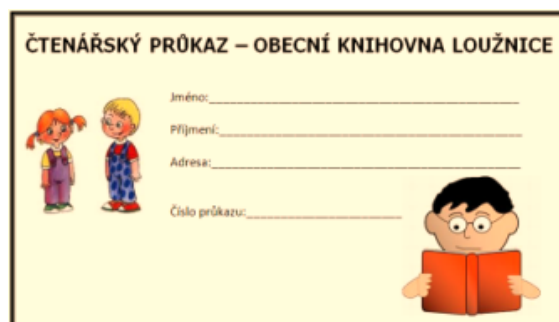 ČTENÁŘSKÝ PRŮKAZ – OBECNÍ KNIHOVNA LOUŽNICE
Jméno:
Příjmení:
Adresa:
Číslo průkazu: